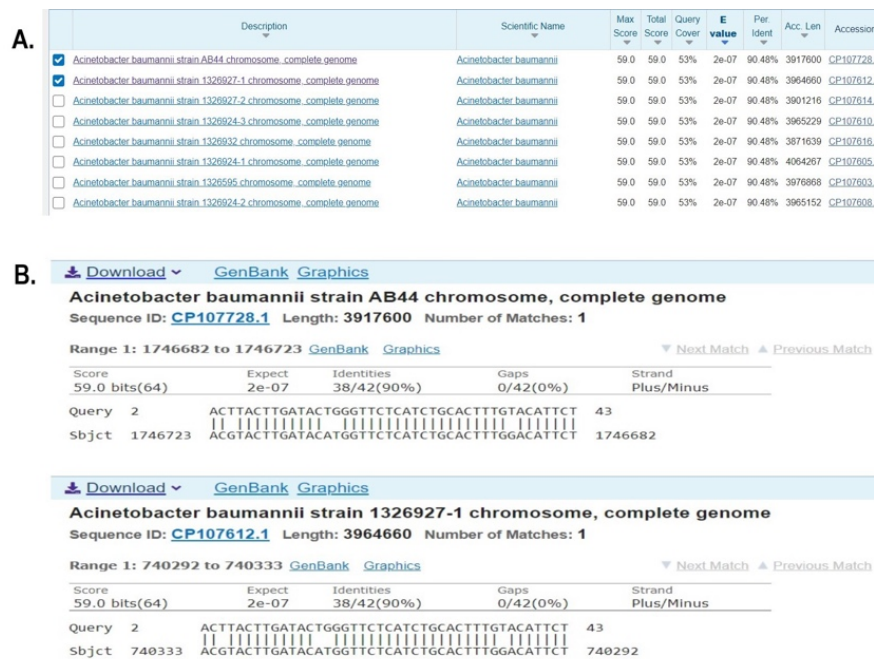 A.
Description Scientific Name Max Score Total Score Query Cover E value Per. Ident Acc. Len Accession
Acinetobacter baumannii strain AB44 chromosome, complete genome Acinetobacter baumannii 59.0 59.0 53% 2e-07 90.48% 3917600 CP107728.
Acinetobacter baumannii strain 1326927-1 chromosome, complete genome Acinetobacter baumannii 59.0 59.0 53% 2e-07 90.48% 3964660 CP107612.
Acinetobacter baumannii strain 1326927-2 chromosome, complete genome Acinetobacter baumannii 59.0 59.0 53% 2e-07 90.48% 3901216 CP107614.
Acinetobacter baumannii strain 1326924-3 chromosome, complete genome Acinetobacter baumannii 59.0 59.0 53% 2e-07 90.48% 3965229 CP107610.
Acinetobacter baumannii strain 1326932 chromosome, complete genome Acinetobacter baumannii 59.0 59.0 53% 2e-07 90.48% 3871639 CP107616.
Acinetobacter baumannii strain 1326924-1 chromosome, complete genome Acinetobacter baumannii 59.0 59.0 53% 2e-07 90.48% 4064267 CP107605.
Acinetobacter baumannii strain 1326595 chromosome, complete genome Acinetobacter baumannii 59.0 59.0 53% 2e-07 90.48% 3976868 CP107603.
Acinetobacter baumannii strain 1326924-2 chromosome, complete genome Acinetobacter baumannii 59.0 59.0 53% 2e-07 90.48% 3965152 CP107608.
B.
Download GenBank Graphics
Acinetobacter baumannii strain AB44 chromosome, complete genome
Sequence ID: CP107728.1 Length: 3917600 Number of Matches: 1
Range 1: 1746682 to 1746723 GenBank Graphics Next Match Previous Match
Score Expect Identities Gaps Strand
59.0 bits(64) 2e-07 38/42(90%) 0/42(0%) Plus/Minus
Query 2 ACTTACTTGATACTGGGTTCTCATCTGCACTTTGTACATTCT 43
Sbjct 1746723 ACGTACTTGATACATGGTTCTCATCTGCACTTTGGACATTCT 1746682
Download GenBank Graphics
Acinetobacter baumannii strain 1326927-1 chromosome, complete genome
Sequence ID: CP107612.1 Length: 3964660 Number of Matches: 1
Range 1: 740292 to 740333 GenBank Graphics Next Match Previous Match
Score Expect Identities Gaps Strand
59.0 bits(64) 2e-07 38/42(90%) 0/42(0%) Plus/Minus
Query 2 ACTTACTTGATACTGGGTTCTCATCTGCACTTTGTACATTCT 43
Sbjct 740333 ACGTACTTGATACATGGTTCTCATCTGCACTTTGGACATTCT 740292